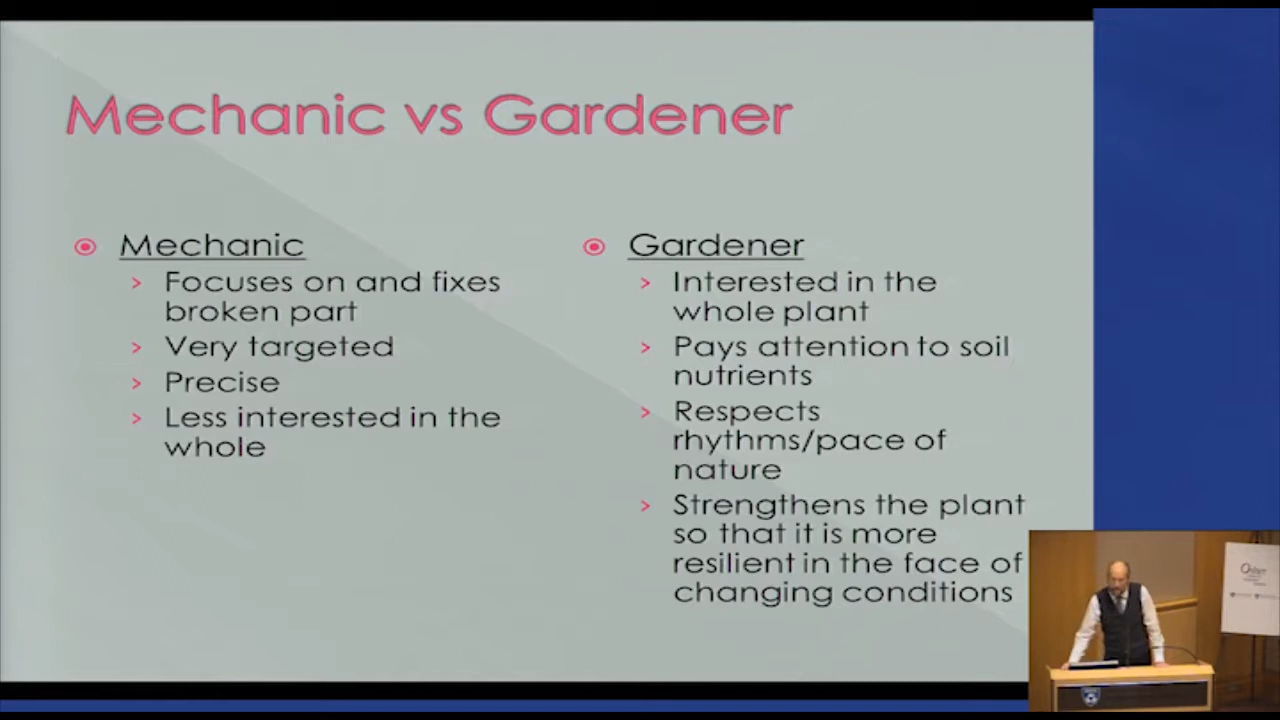 Mechanic vs Gardener
Mechanic
Focuses on and fixes
broken part
Very targeted
Precise
Less interested in the
whole
Gardener
Interested in the
whole plant
Pays attention to soil
nutrients
Respects
rhythms/pace of
nature
Strengthens the plant
so that it is more
resilient in the face of
changing conditions